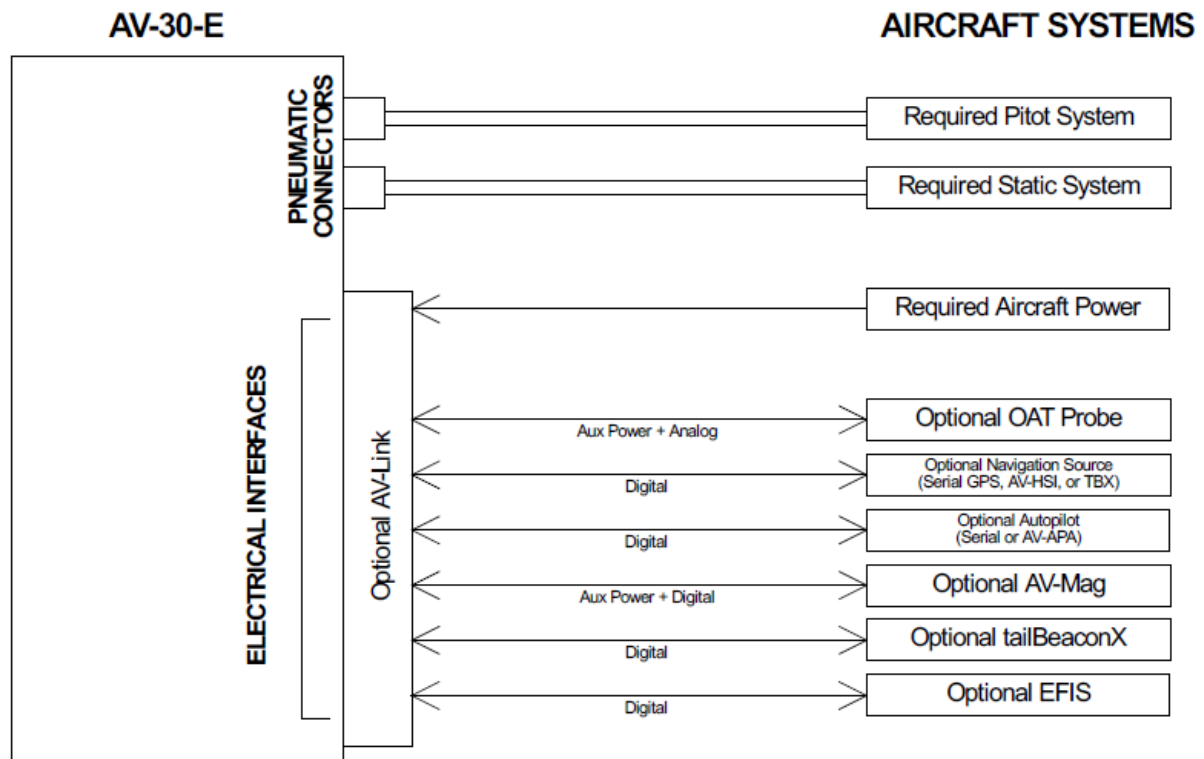 AV-30-E
AIRCRAFT SYSTEMS
PNEUMATIC
CONNECTORS
Required Pitot System
Required Static System
ELECTRICAL INTERFACES
Optional AV-Link
Required Aircraft Power
Aux Power + Analog
Optional OAT Probe
Digital
Optional Navigation Source
(Serial GPS, AV-HSI, or TBX)
Digital
Optional Autopilot
(Serial or AV-APA)
Aux Power + Digital
Optional AV-Mag
Digital
Optional tailBeaconX
Digital
Optional EFIS